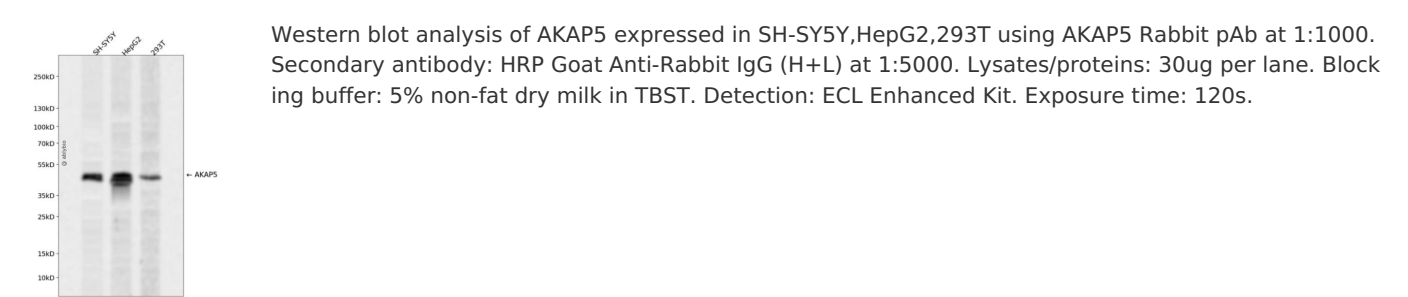 SH-SY5Y HepG2 293T
250kD
130kD
100kD
70kD
55kD
35kD
25kD
15kD
10kD
← AKAP5
Western blot analysis of AKAP5 expressed in SH-SY5Y,HepG2,293T using AKAP5 Rabbit pAb at 1:1000.
Secondary antibody: HRP Goat Anti-Rabbit IgG (H+L) at 1:5000. Lysates/proteins: 30ug per lane. Block
ing buffer: 5% non-fat dry milk in TBST. Detection: ECL Enhanced Kit. Exposure time: 120s.